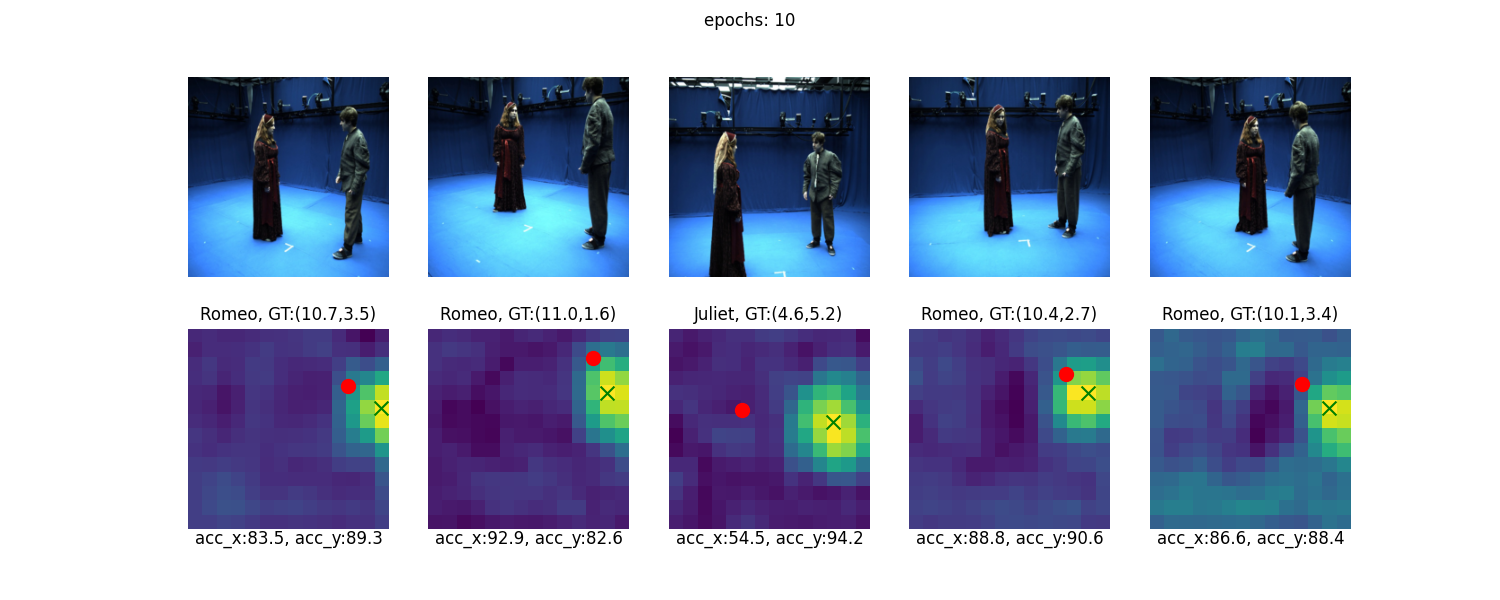 epochs: 10
Romeo, GT:(10.7,3.5)
Romeo, GT:(11.0,1.6)
Juliet, GT:(4.6,5.2)
Romeo, GT:(10.4,2.7)
Romeo, GT:(10.1,3.4)
acc_x:83.5, acc_y:89.3
acc_x:92.9, acc_y:82.6
acc_x:54.5, acc_y:94.2
acc_x:88.8, acc_y:90.6
acc_x:86.6, acc_y:88.4